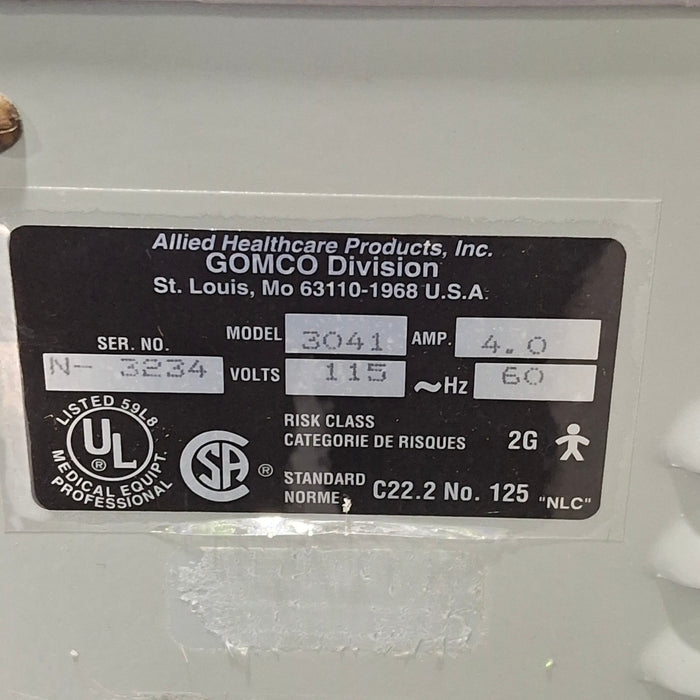 Allied Healthcare Products, Inc.
GOMCO Division
St. Louis, Mo 63110-1968 U.S.A.
SER. NO. MODEL 3041 AMP. 4.0
N- 3234 VOLTS 115 ~Hz 60
LISTED 59L8
UL ®
MEDICAL EQUIPT.
PROFESSIONAL
CSA ®
RISK CLASS
CATEGORIE DE RISQUES 2G
STANDARD
NORME: C22.2 No. 125 "NLC"